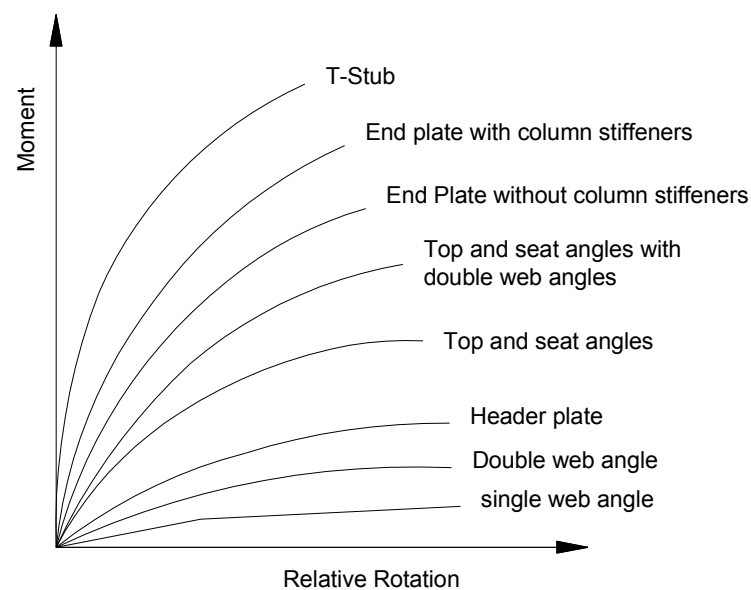 Moment
T-Stub
End plate with column stiffeners
End Plate without column stiffeners
Top and seat angles with
double web angles
Top and seat angles
Header plate
Double web angle
single web angle
Relative Rotation